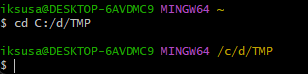 iksusa@DESKTOP-6AVDMC9 MINGW64 ~
$ cd C:/d/TMP
iksusa@DESKTOP-6AVDMC9 MINGW64 /c/d/TMP
$